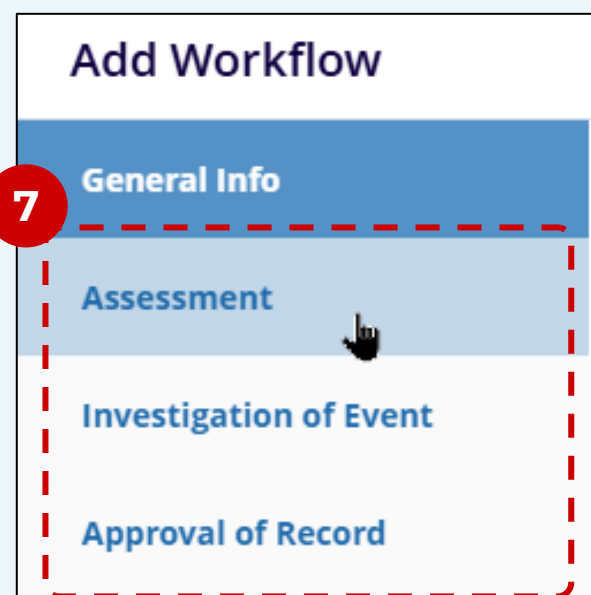 Add Workflow
General Info
7
Assessment
Investigation of Event
Approval of Record